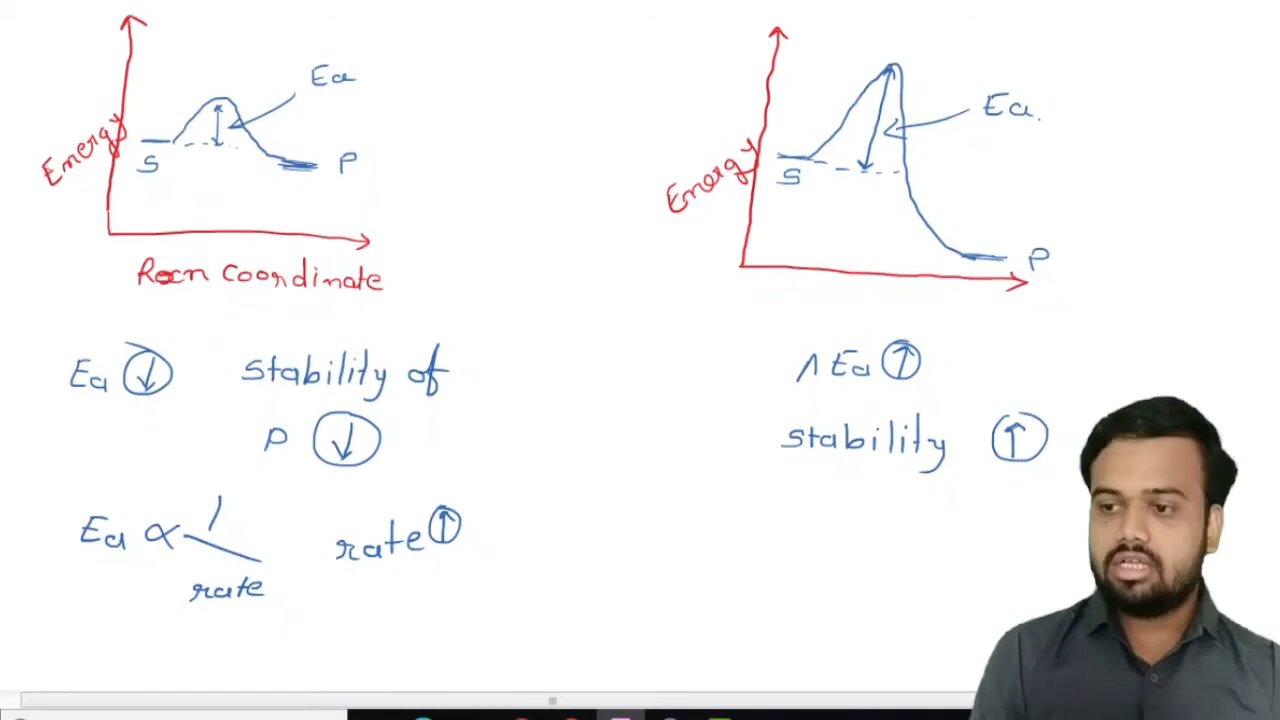 Ea
Energy
S
P
Rxn coordinate
Ea.
Energy
S
P
Ea ↓ stability of
P ↓
Ea ∝ 1
rate
rate ↑
∧ Ea ↑
stability ↑